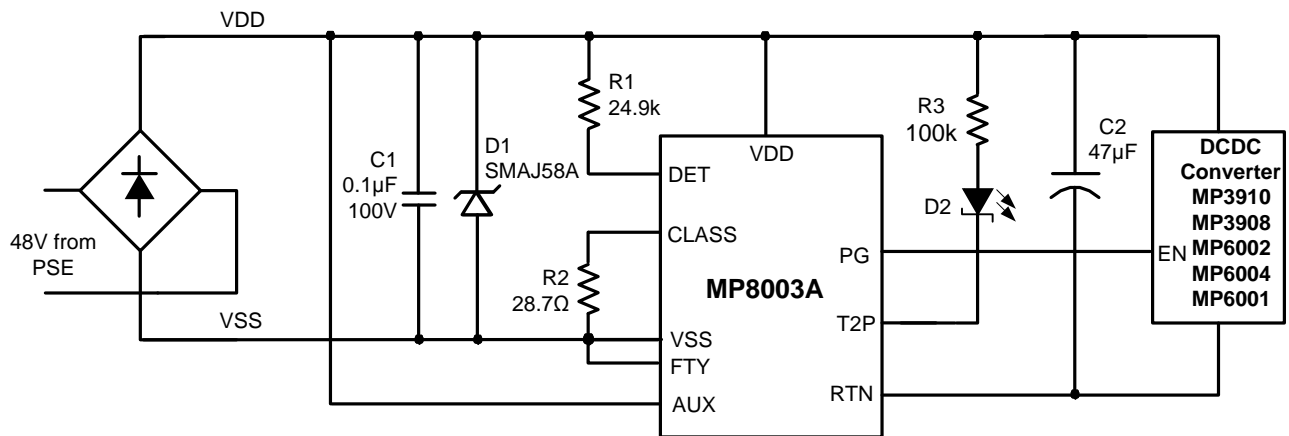 VDD
R1
24.9k
D1
SMAJ58A
C1
0.1µF
100V
R3
100k
C2
47µF
VDD
DET
CLASS
R2
28.7Ω
MP8003A
PG
T2P
RTN
VSS
FTY
AUX
D2
48V from
PSE
VSS
DCDC
Converter
MP3910
MP3908
EN MP6002
MP6004
MP6001